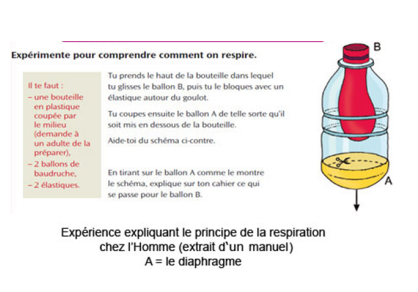 Expérimente pour comprendre comment on respire.
Il te faut :
– une bouteille
en plastique
coupée par
le milieu
(demande à
un adulte de la
préparer),
– 2 ballons de
baudruche,
– 2 élastiques.
Tu prends le haut de la bouteille dans lequel
tu glisses le ballon B, puis tu le bloques avec un
élastique autour du goulot.
Tu coupes ensuite le ballon A de telle sorte qu'il
soit mis en dessous de la bouteille.
Aide-toi du schéma ci-contre.
En tirant sur le ballon A comme le montre
le schéma, explique sur ton cahier ce qui
se passe pour le ballon B.
B
A
Expérience expliquant le principe de la respiration
chez l'Homme (extrait d'un manuel)
A = le diaphragme